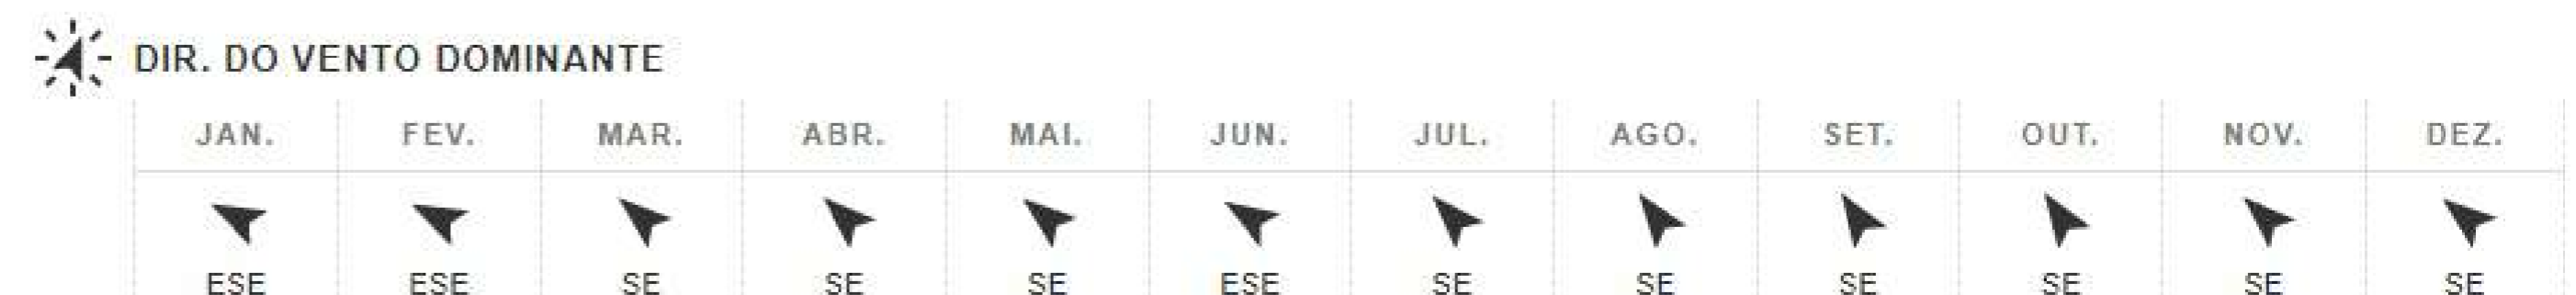 DIR. DO VENTO DOMINANTE
JAN. FEV. MAR. ABR. MAI. JUN. JUL. AGO. SET. OUT. NOV. DEZ.
ESE ESE SE SE SE ESE SE SE SE SE SE SE